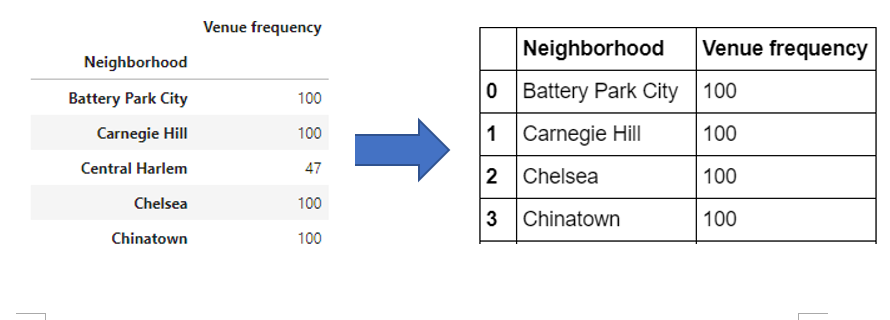 Venue frequency
Neighborhood
Battery Park City 100
Carnegie Hill 100
Central Harlem 47
Chelsea 100
Chinatown 100
Neighborhood Venue frequency
0 Battery Park City 100
1 Carnegie Hill 100
2 Chelsea 100
3 Chinatown 100